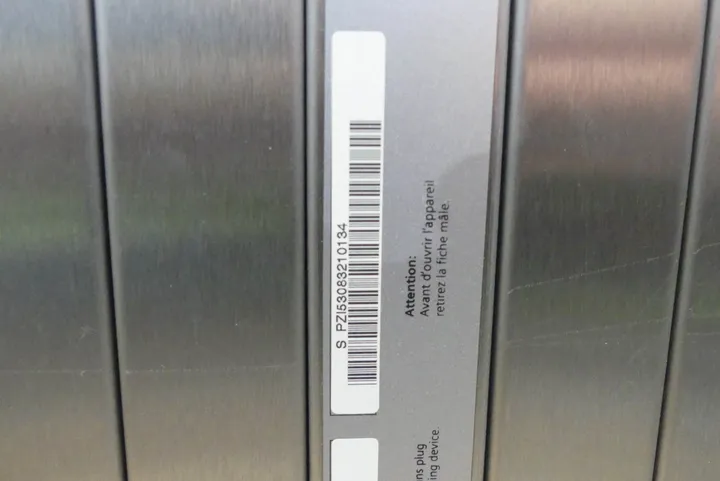 S PZI53083210134
Attention:
Avant d'ouvrir l'appareil
retirez la fiche mâle.
ns plug
ing device.